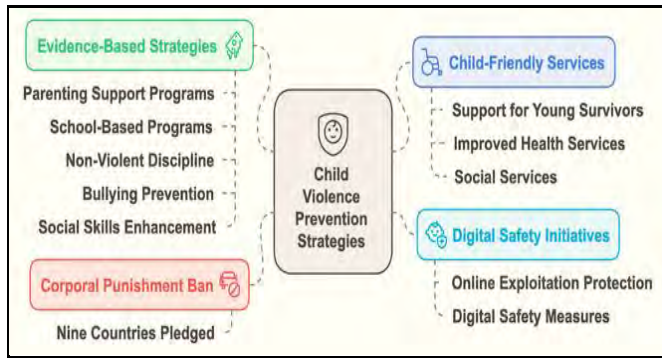 Evidence-Based Strategies
Parenting Support Programs
School-Based Programs
Non-Violent Discipline
Bullying Prevention
Social Skills Enhancement
Corporal Punishment Ban
Nine Countries Pledged
Child
Violence
Prevention
Strategies
Child-Friendly Services
Support for Young Survivors
Improved Health Services
Social Services
Digital Safety Initiatives
Online Exploitation Protection
Digital Safety Measures